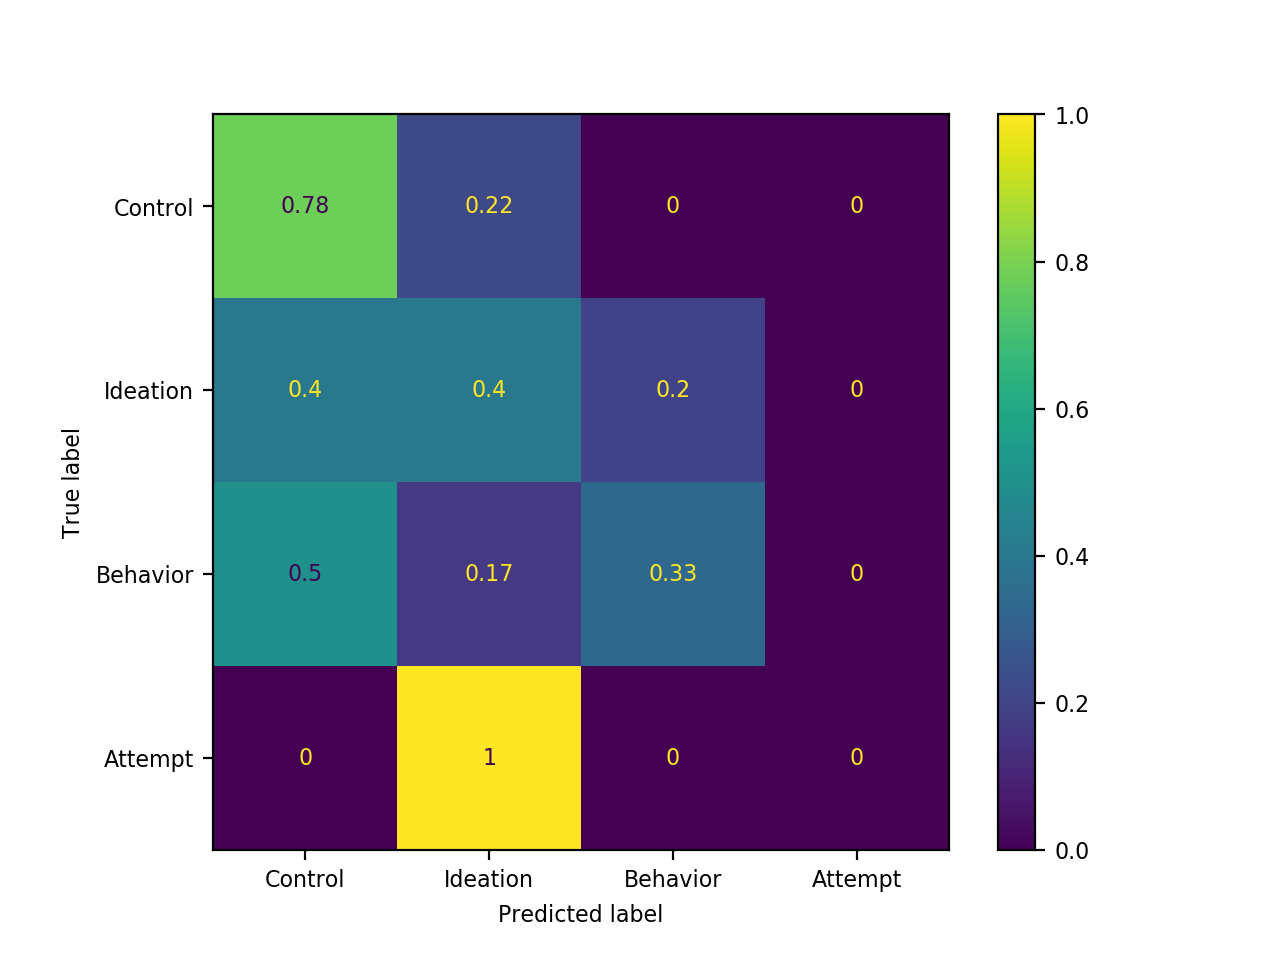 Control 0.78 0.22 0 0
Ideation 0.4 0.4 0.2 0
Behavior 0.5 0.17 0.33 0
Attempt 0 1 0 0
Control Ideation Behavior Attempt
Predicted label
True label
1.0
0.8
0.6
0.4
0.2
0.0